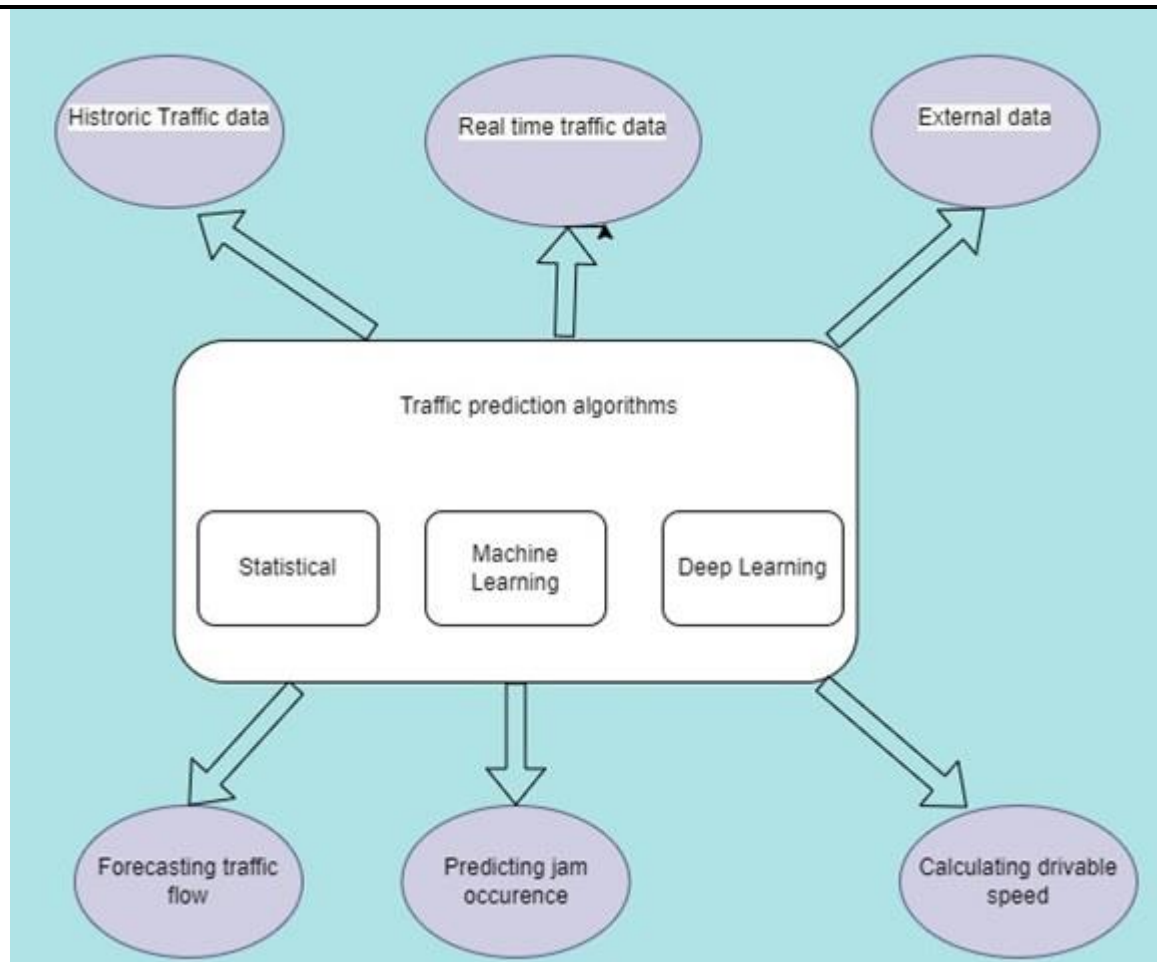 Histroric Traffic data
Real time traffic data
External data
Traffic prediction algorithms
Statistical
Machine
Learning
Deep Learning
Forecasting traffic
flow
Predicting jam
occurence
Calculating drivable
speed